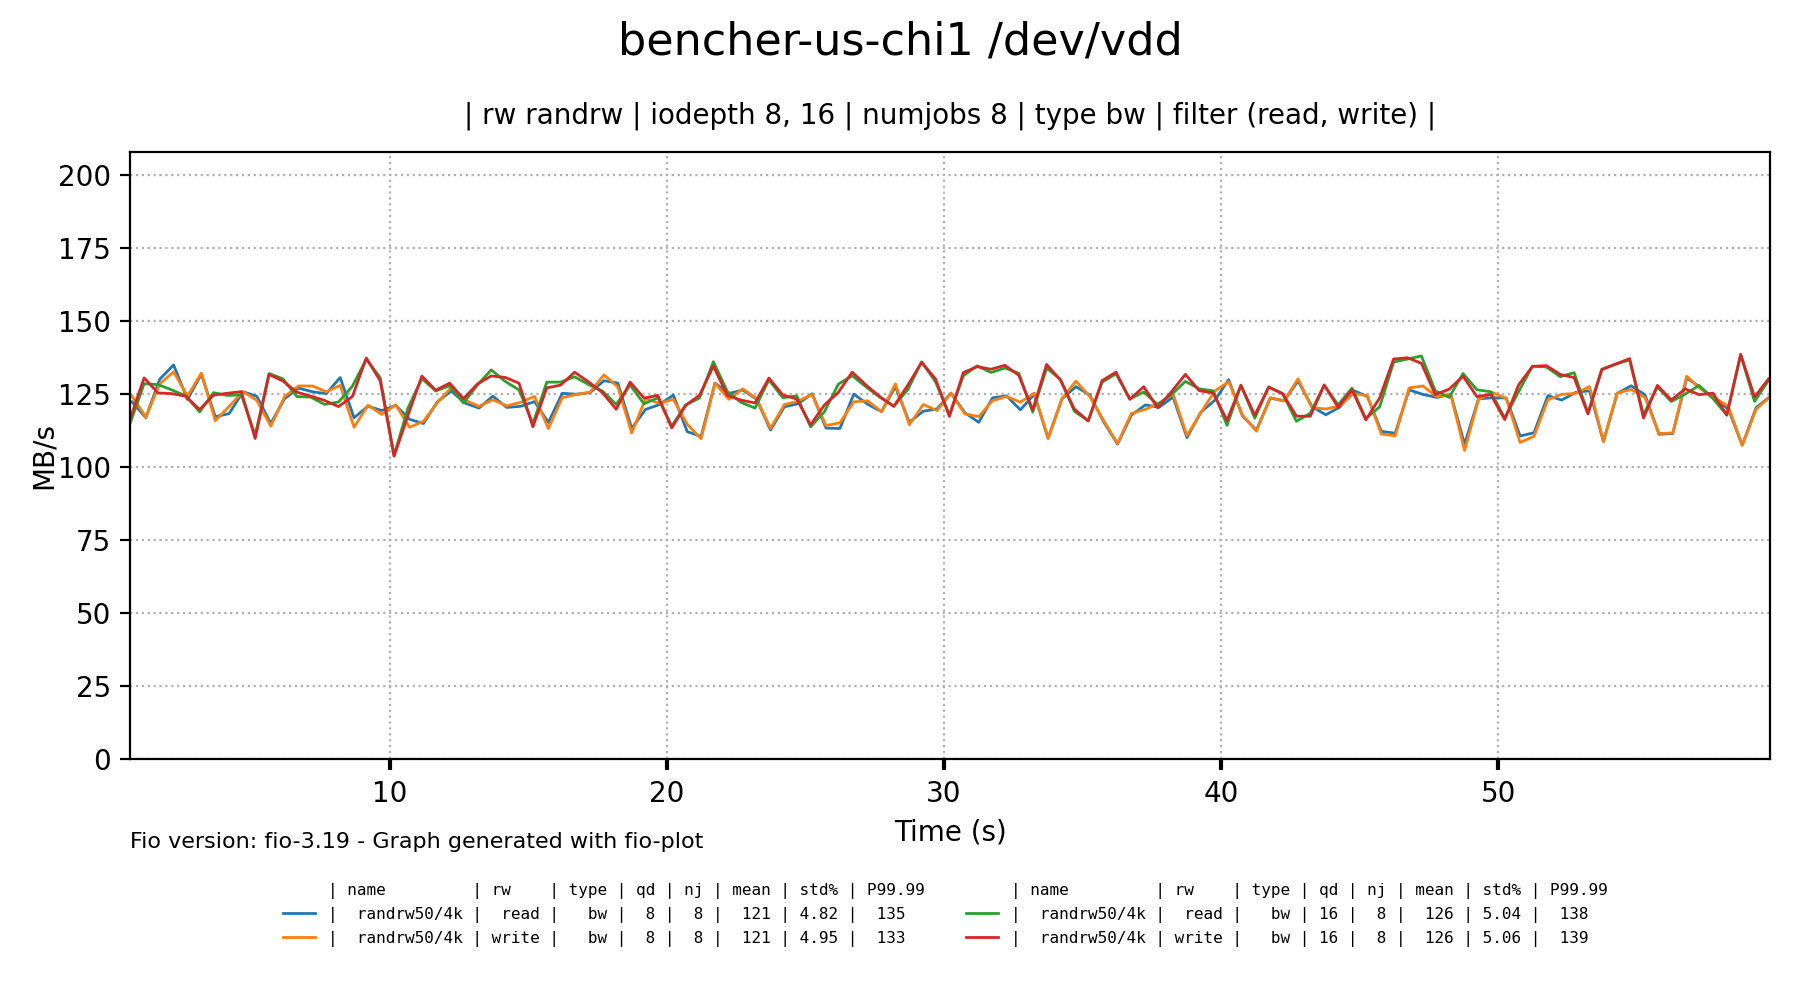 bencher-us-chi1 /dev/vdd
| rw randrw | iodepth 8, 16 | numjobs 8 | type bw | filter (read, write) |
200
175
150
125
100
75
50
25
0
MB/s
10 20 30 40 50
Time (s)
Fio version: fio-3.19 - Graph generated with fio-plot
| name | rw | type | qd | nj | mean | std% | P99.99 | name | rw | type | qd | nj | mean | std% | P99.99
| randrw50/4k | read | bw | 8 | 8 | 121 | 4.82 | 135 | randrw50/4k | read | bw | 16 | 8 | 126 | 5.04 | 138
| randrw50/4k | write | bw | 8 | 8 | 121 | 4.95 | 133 | randrw50/4k | write | bw | 16 | 8 | 126 | 5.06 | 139